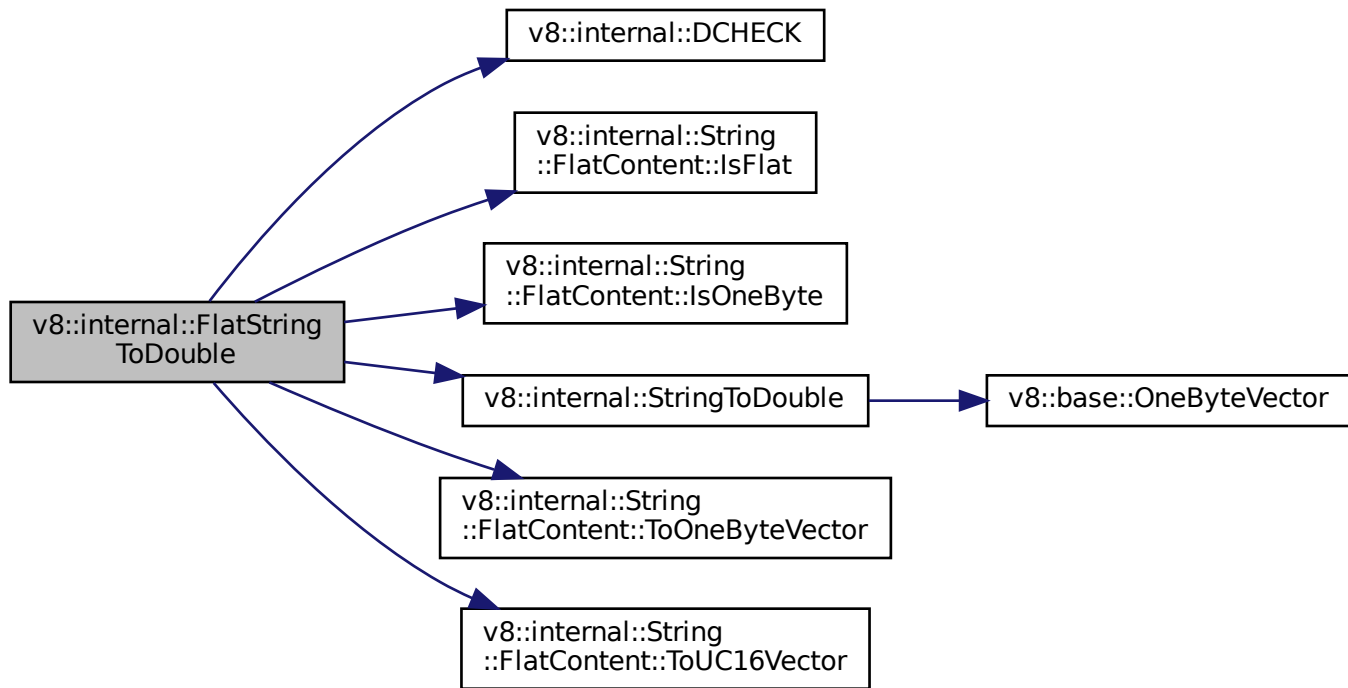 v8::internal::DCHECK
v8::internal::String
::FlatContent::IsFlat
v8::internal::String
::FlatContent::IsOneByte
v8::internal::FlatString
ToDouble
v8::internal::StringToDouble
v8::base::OneByteVector
v8::internal::String
::FlatContent::ToOneByteVector
v8::internal::String
::FlatContent::ToUC16Vector